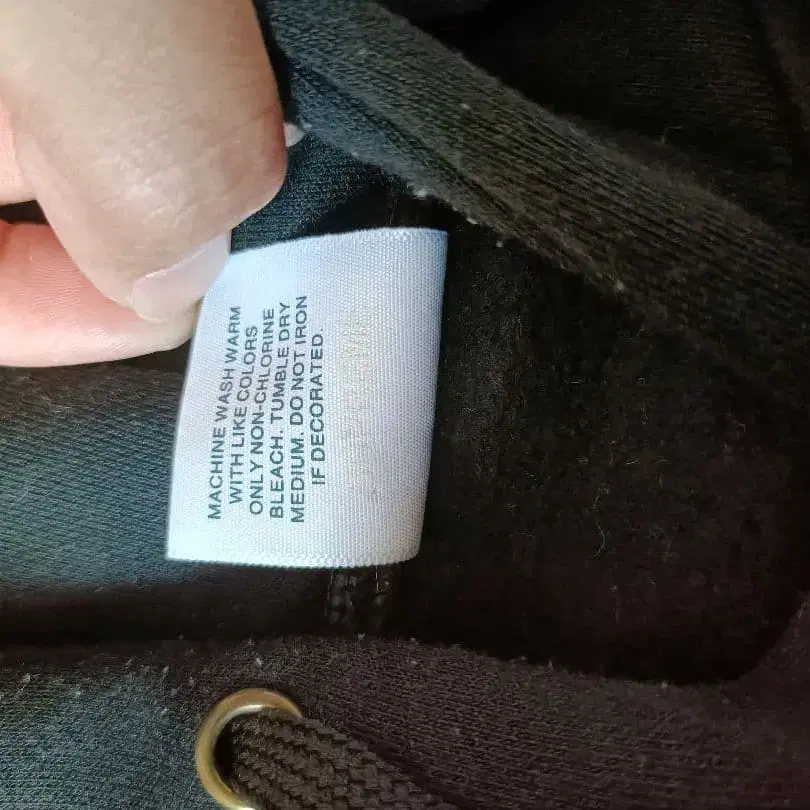 MACHINE WASH WARM
WITH LIKE COLORS
ONLY NON-CHLORINE
BLEACH. TUMBLE DRY
MEDIUM. DO NOT IRON
IF DECORATED.